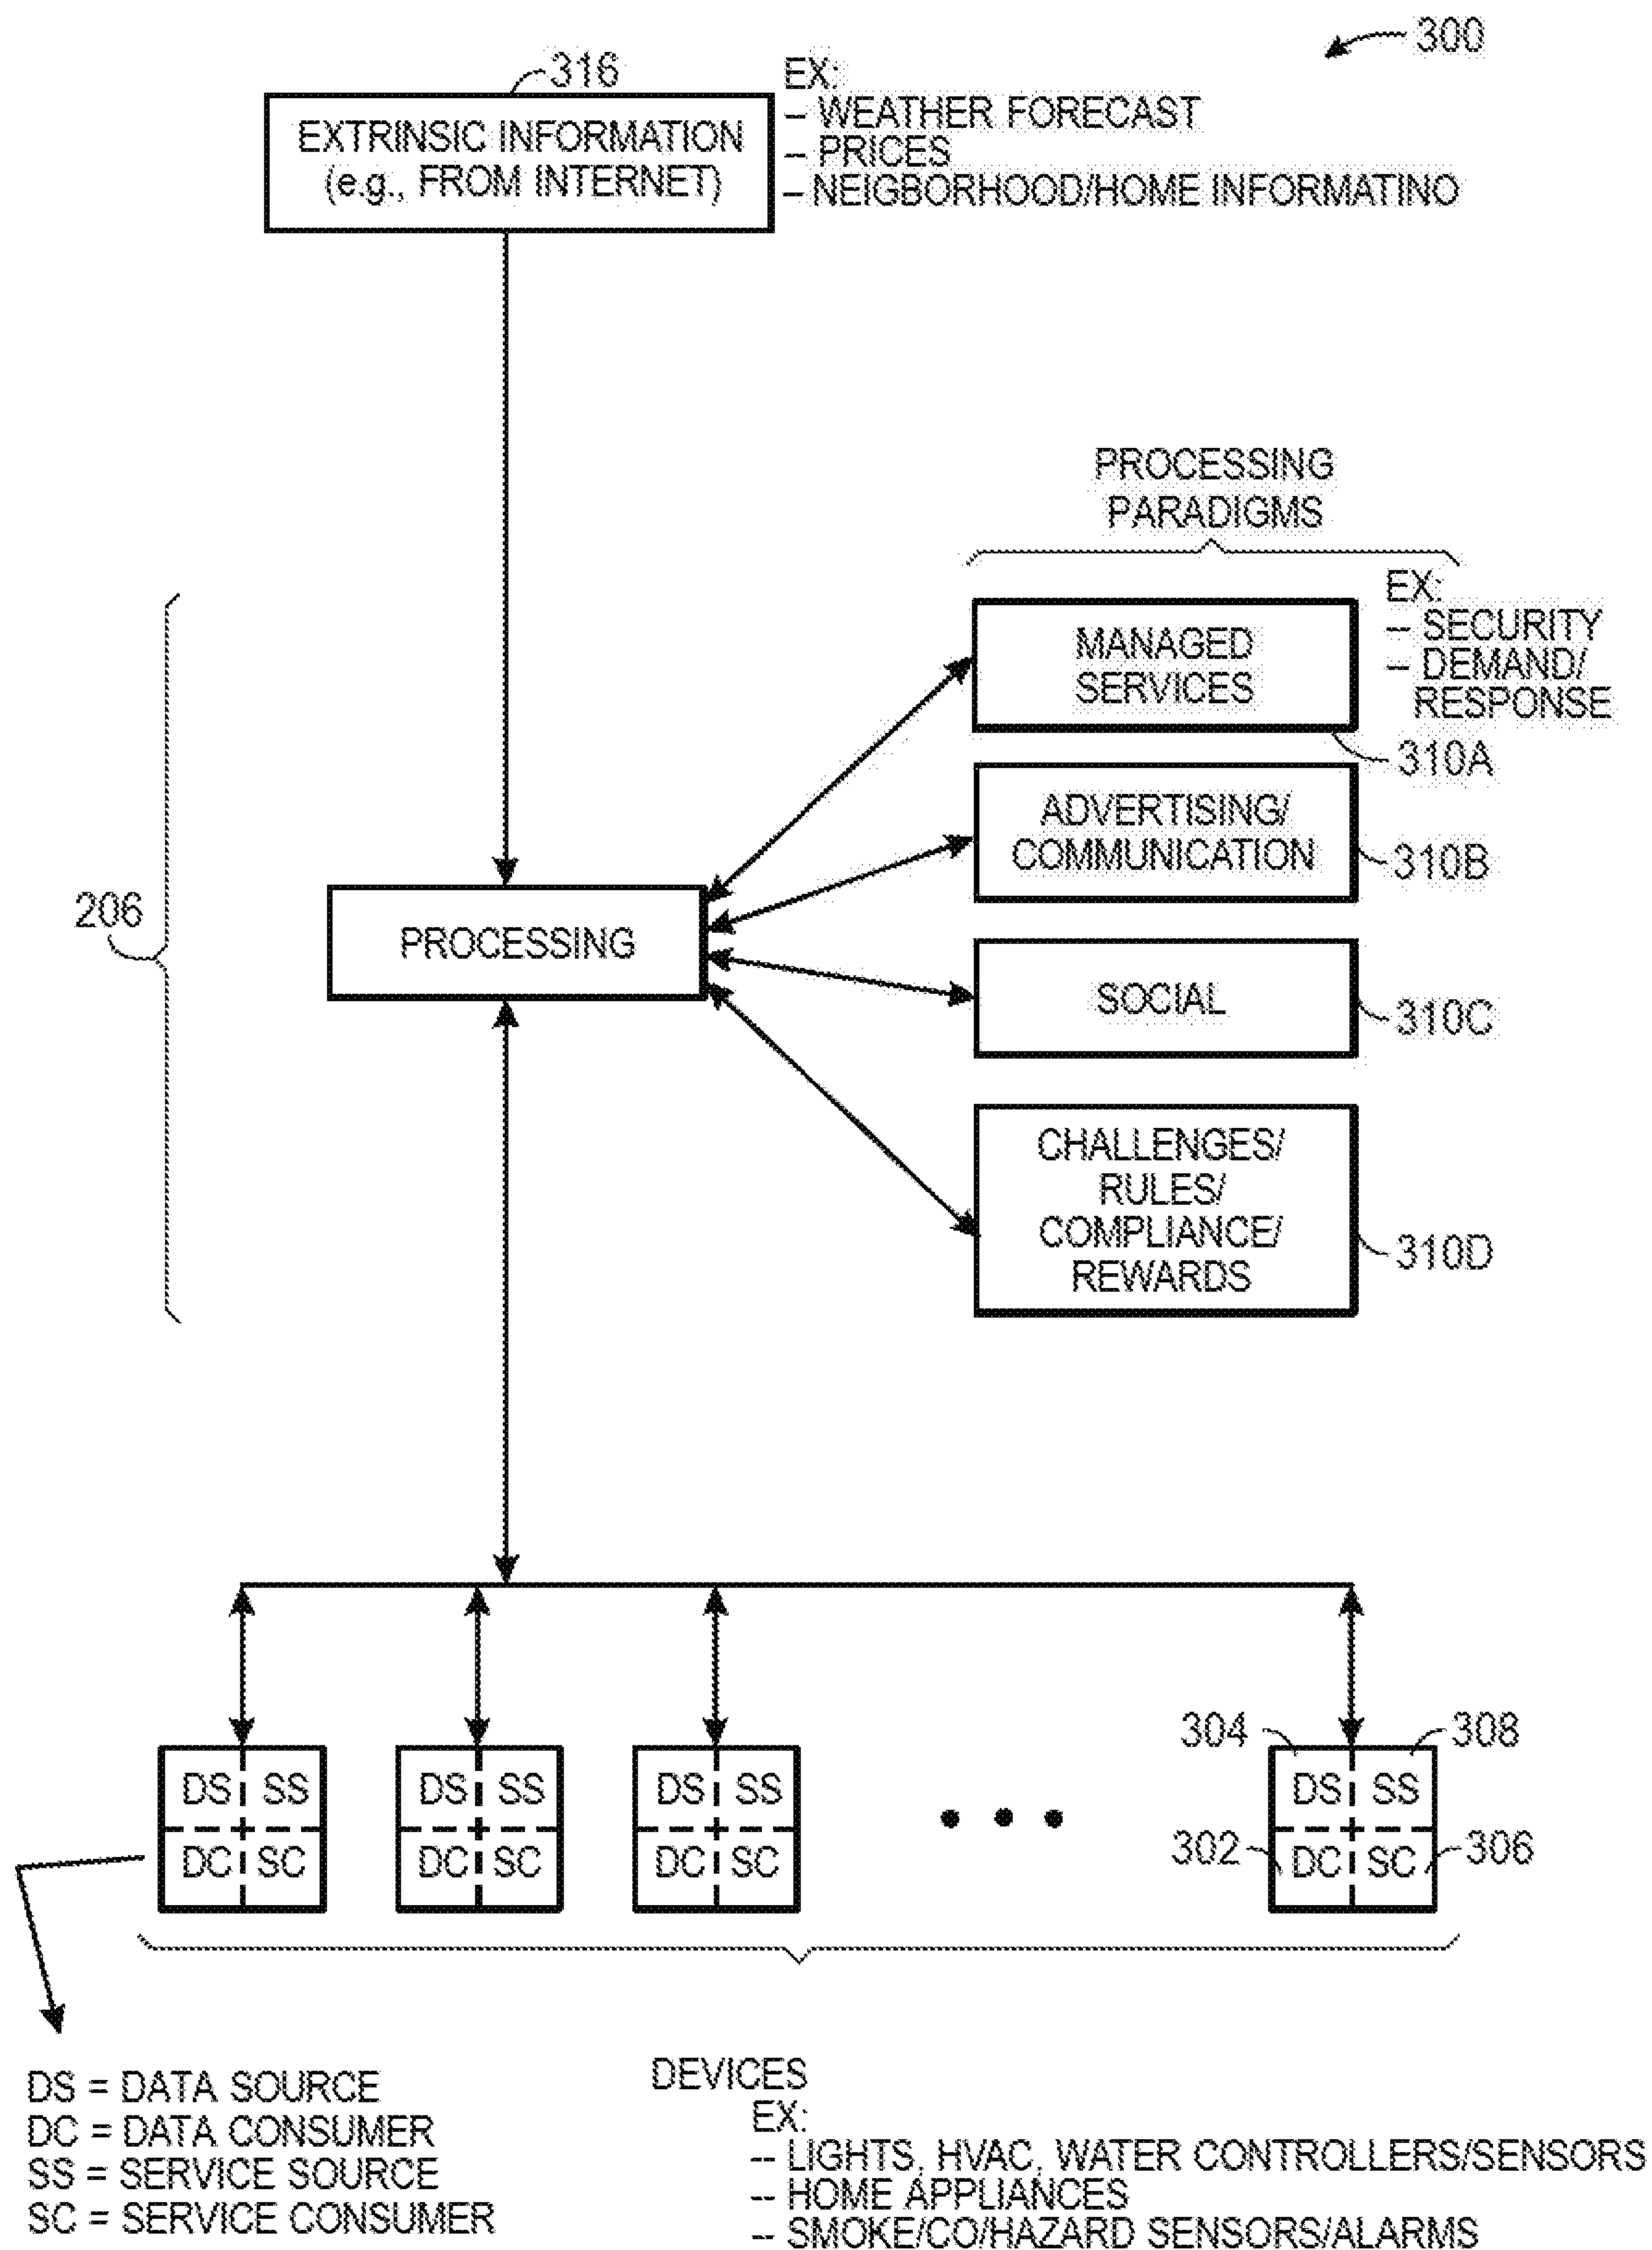 300
316
EXTRINSIC INFORMATION
(e.g., FROM INTERNET)
EX:
-- WEATHER FORECAST
-- PRICES
-- NEIGBORHOOD/HOME INFORMATINO
PROCESSING
PARADIGMS
206
PROCESSING
MANAGED
SERVICES
EX:
-- SECURITY
-- DEMAND/
RESPONSE
310A
ADVERTISING/
COMMUNICATION
310B
SOCIAL
310C
CHALLENGES/
RULES/
COMPLIANCE/
REWARDS
310D
DS SS
DC SC
DS SS
DC SC
DS SS
DC SC
• • •
304
308
DS SS
302
DC SC
306
DS = DATA SOURCE
DC = DATA CONSUMER
SS = SERVICE SOURCE
SC = SERVICE CONSUMER
DEVICES
EX:
-- LIGHTS, HVAC, WATER CONTROLLERS/SENSORS
-- HOME APPLIANCES
-- SMOKE/CO/HAZARD SENSORS/ALARMS